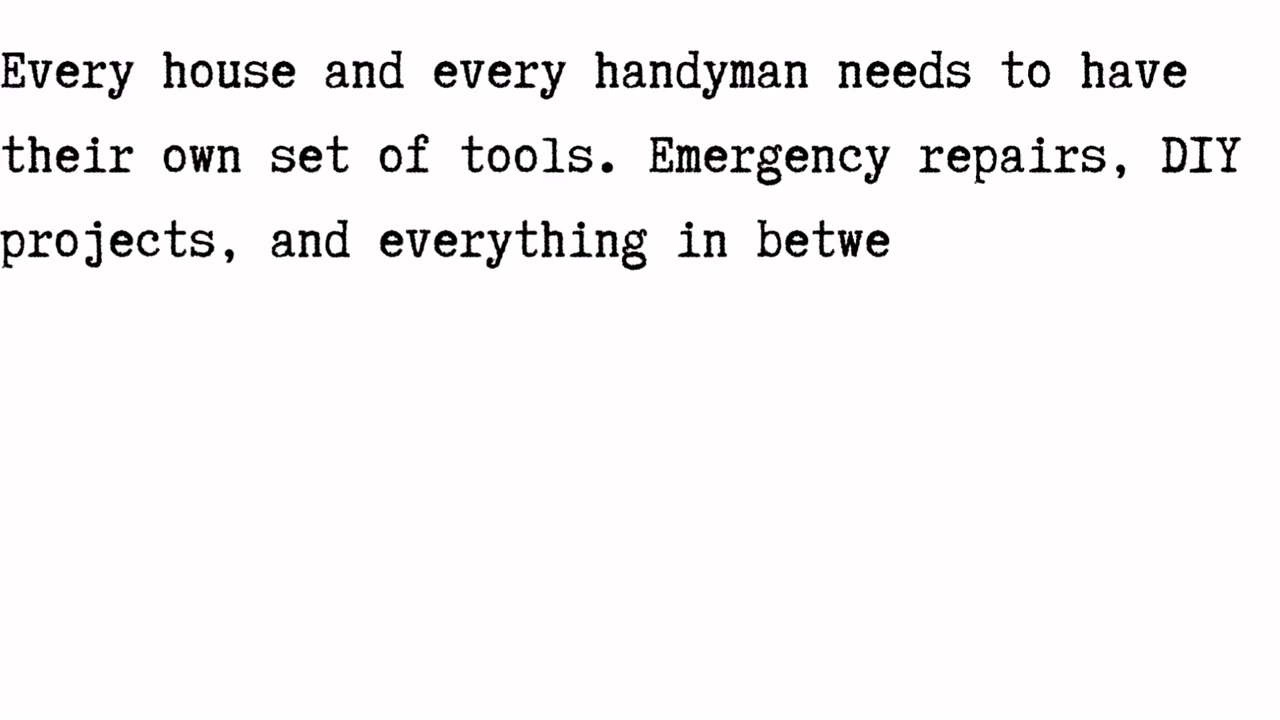 Every house and every handyman needs to have
their own set of tools. Emergency repairs, DIY
projects, and everything in betwe